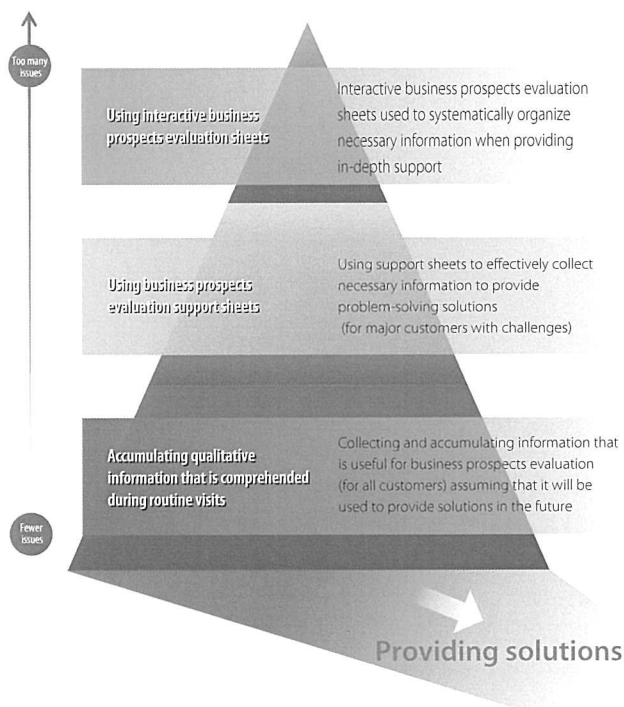 Too many
issues
Using interactive business
prospects evaluation sheets
Interactive business prospects evaluation
sheets used to systematically organize
necessary information when providing
in-depth support
Using business prospects
evaluation support sheets
Using support sheets to effectively collect
necessary information to provide
problem-solving solutions
(for major customers with challenges)
Accumulating qualitative
information that is comprehended
during routine visits
Collecting and accumulating information that
is useful for business prospects evaluation
(for all customers) assuming that it will be
used to provide solutions in the future
Fewer
issues
Providing solutions